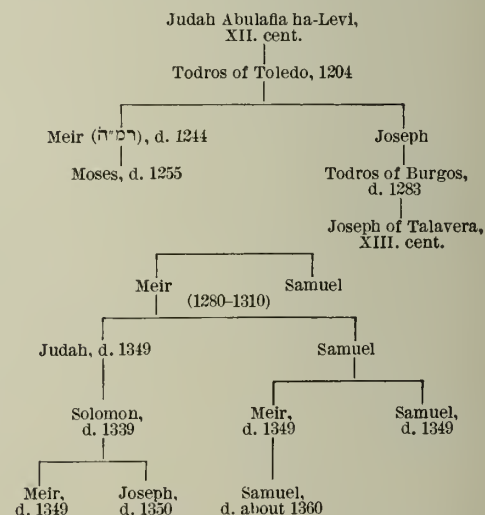 Judah Abulafia ha-Levi,
XII. cent.
Todros of Toledo, 1204
Meir (רמ״ה), d. 1244
Joseph
Moses, d. 1255
Todros of Burgos,
d. 1283
Joseph of Talavera,
XIII. cent.
Meir
Samuel
(1280–1310)
Judah, d. 1349
Samuel
Solomon,
d. 1339
Meir,
d. 1349
Samuel,
d. 1349
Meir,
d. 1349
Joseph,
d. 1350
Samuel,
d. about 1360